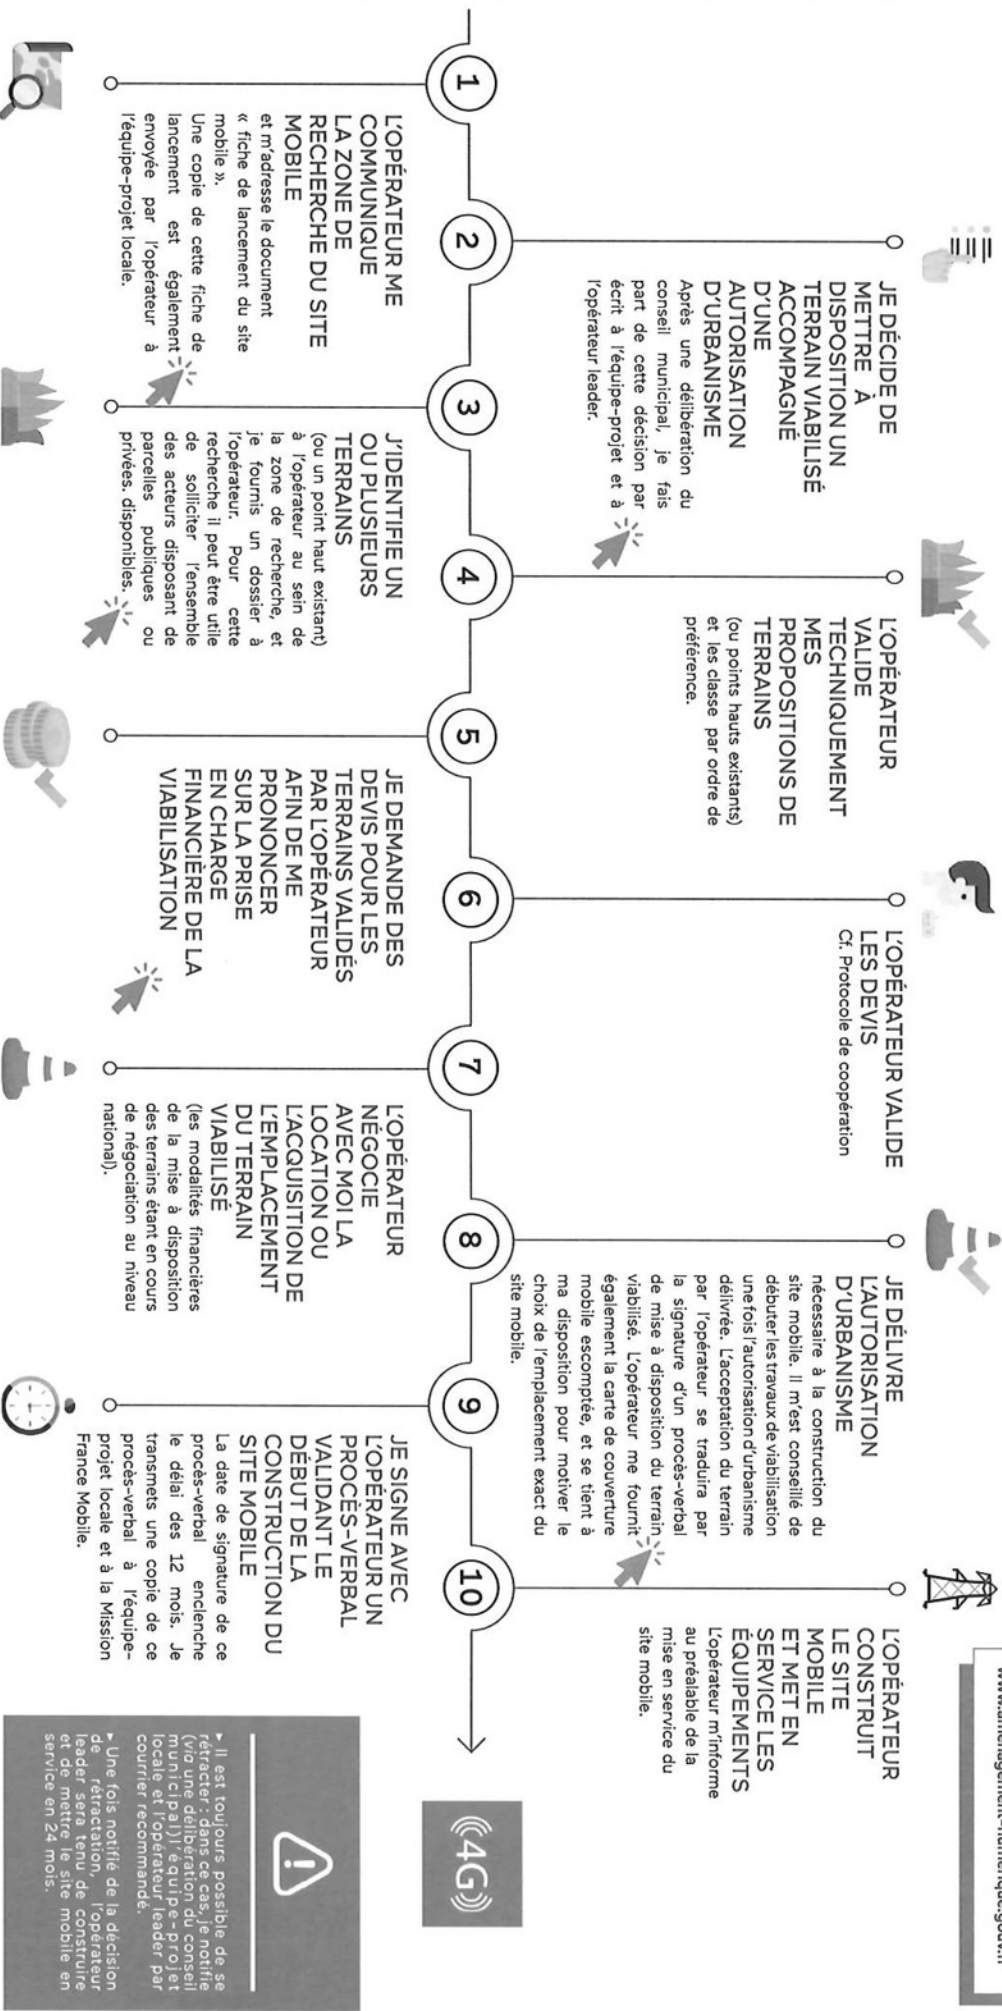 www.amenagement-numerique.gouv.fr
1
L'OPÉRATEUR ME
COMMUNIQUE
LA ZONE DE
RECHERCHE DU SITE
MOBILE
et m'adresse le document
« fiche de lancement du site
mobile ».
Une copie de cette fiche de
lancement est également
envoyée par l'opérateur à
l'équipe-projet locale.
2
JE DÉCIDE DE
METTRE À
DISPOSITION UN
TERRAIN VIABILISÉ
ACCOMPAGNÉ
D'UNE
AUTORISATION
D'URBANISME
Après une délibération du
conseil municipal, je fais
part de cette décision par
écrit à l'équipe-projet et à
l'opérateur leader.
3
J'IDENTIFIE UN
OU PLUSIEURS
TERRAINS
(ou un point haut existant)
à l'opérateur au sein de
la zone de recherche, et
je fournis un dossier à
l'opérateur. Pour cette
recherche il peut être utile
de solliciter l'ensemble
des acteurs disposant de
parcelles publiques ou
privées. disponibles.
4
L'OPÉRATEUR
VALIDE
TECHNIQUEMENT
MES
PROPOSITIONS DE
TERRAINS
(ou points hauts existants)
et les classe par ordre de
préférence.
5
JE DEMANDE DES
DEVIS POUR LES
TERRAINS VALIDÉS
PAR L'OPÉRATEUR
AFIN DE ME
PRONONCER
SUR LA PRISE
EN CHARGE
FINANCIÈRE DE LA
VIABILISATION
6
L'OPÉRATEUR VALIDE
LES DEVIS
Cf. Protocole de coopération
7
L'OPÉRATEUR
NÉGOCIE
AVEC MOI LA
LOCATION OU
L'ACQUISITION DE
L'EMPLACEMENT
DU TERRAIN
VIABILISÉ
(les modalités financières
de la mise à disposition
des terrains étant en cours
de négociation au niveau
national).
8
JE DÉLIVRE
L'AUTORISATION
D'URBANISME
nécessaire à la construction du
site mobile. Il m'est conseillé de
débuter les travaux de viabilisation
une fois l'autorisation d'urbanisme
délivrée. L'acceptation du terrain
par l'opérateur se traduira par
la signature d'un procès-verbal
de mise à disposition du terrain
viabilisé. L'opérateur me fournit
également la carte de couverture
mobile escomptée, et se tient à
ma disposition pour motiver le
choix de l'emplacement exact du
site mobile.
9
JE SIGNE AVEC
L'OPÉRATEUR UN
PROCÈS-VERBAL
VALIDANT LE
DÉBUT DE LA
CONSTRUCTION DU
SITE MOBILE
La date de signature de ce
procès-verbal enclenche
le délai des 12 mois. Je
transmets une copie de ce
procès-verbal à l'équipe-
projet locale et à la Mission
France Mobile.
10
L'OPÉRATEUR
CONSTRUIT
LE SITE
MOBILE
ET MET EN
SERVICE LES
ÉQUIPEMENTS
L'opérateur m'informe
au préalable de la
mise en service du
site mobile.
((4G))
► Il est toujours possible de se
rétracter : dans ce cas, je notifie
(via une délibération du conseil
municipal) l'équipe-projet
locale et l'opérateur leader par
courrier recommandé.
► Une fois notifié de la décision
de rétractation, l'opérateur
leader sera tenu de construire
et de mettre le site mobile en
service en 24 mois.